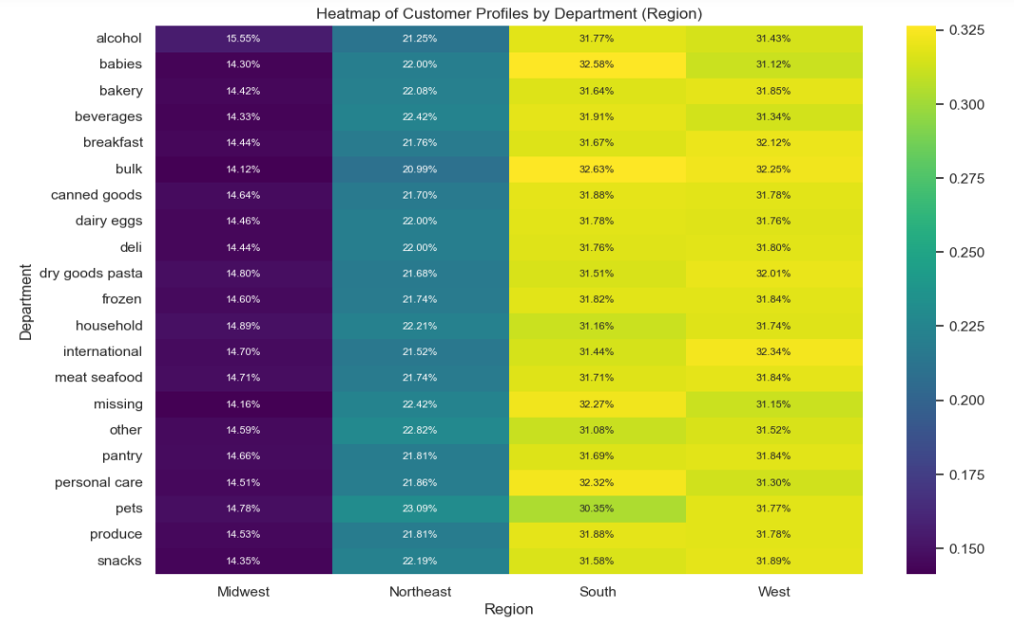 Heatmap of Customer Profiles by Department (Region)
alcohol 15.55% 21.25% 31.77% 31.43%
babies 14.30% 22.00% 32.58% 31.12%
bakery 14.42% 22.08% 31.64% 31.85%
beverages 14.33% 22.42% 31.91% 31.34%
breakfast 14.44% 21.76% 31.67% 32.12%
bulk 14.12% 20.99% 32.63% 32.25%
canned goods 14.64% 21.70% 31.88% 31.78%
dairy eggs 14.46% 22.00% 31.78% 31.76%
deli 14.44% 22.00% 31.76% 31.80%
dry goods pasta 14.80% 21.68% 31.51% 32.01%
frozen 14.60% 21.74% 31.82% 31.84%
household 14.89% 22.21% 31.16% 31.74%
international 14.70% 21.52% 31.44% 32.34%
meat seafood 14.71% 21.74% 31.71% 31.84%
missing 14.16% 22.42% 32.27% 31.15%
other 14.59% 22.82% 31.08% 31.52%
pantry 14.66% 21.81% 31.69% 31.84%
personal care 14.51% 21.86% 32.32% 31.30%
pets 14.78% 23.09% 30.35% 31.77%
produce 14.53% 21.81% 31.88% 31.78%
snacks 14.35% 22.19% 31.58% 31.89%
Midwest Northeast South West
Region
Department
0.325
0.300
0.275
0.250
0.225
0.200
0.175
0.150